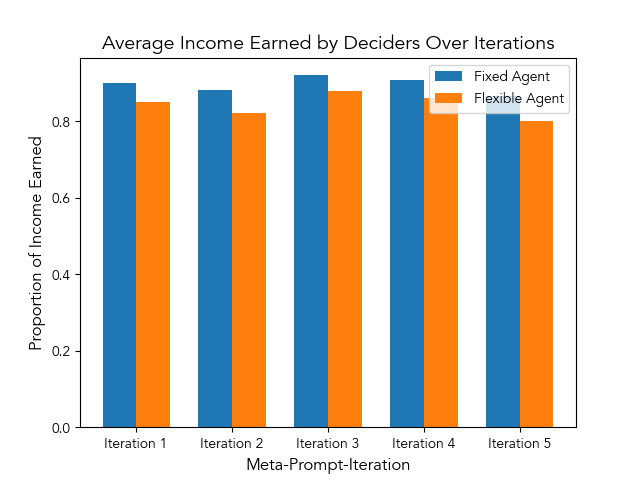 Average Income Earned by Deciders Over Iterations
Fixed Agent
Flexible Agent
Proportion of Income Earned
0.8
0.6
0.4
0.2
0.0
Iteration 1
Iteration 2
Iteration 3
Iteration 4
Iteration 5
Meta-Prompt-Iteration